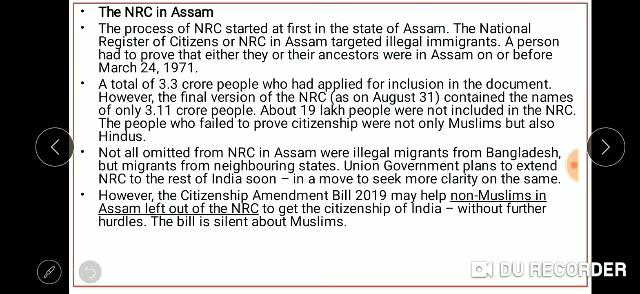 • The NRC in Assam
• The process of NRC started at first in the state of Assam. The National
Register of Citizens or NRC in Assam targeted illegal immigrants. A person
had to prove that either they or their ancestors were in Assam on or before
March 24, 1971.
• A total of 3.3 crore people who had applied for inclusion in the document.
However, the final version of the NRC (as on August 31) contained the names
of only 3.11 crore people. About 19 lakh people were not included in the NRC.
The people who failed to prove citizenship were not only Muslims but also
Hindus.
• Not all omitted from NRC in Assam were illegal migrants from Bangladesh,
but migrants from neighbouring states. Union Government plans to extend
NRC to the rest of India soon – in a move to seek more clarity on the same.
• However, the Citizenship Amendment Bill 2019 may help non-Muslims in
Assam left out of the NRC to get the citizenship of India – without further
hurdles. The bill is silent about Muslims.
DU RECORDER